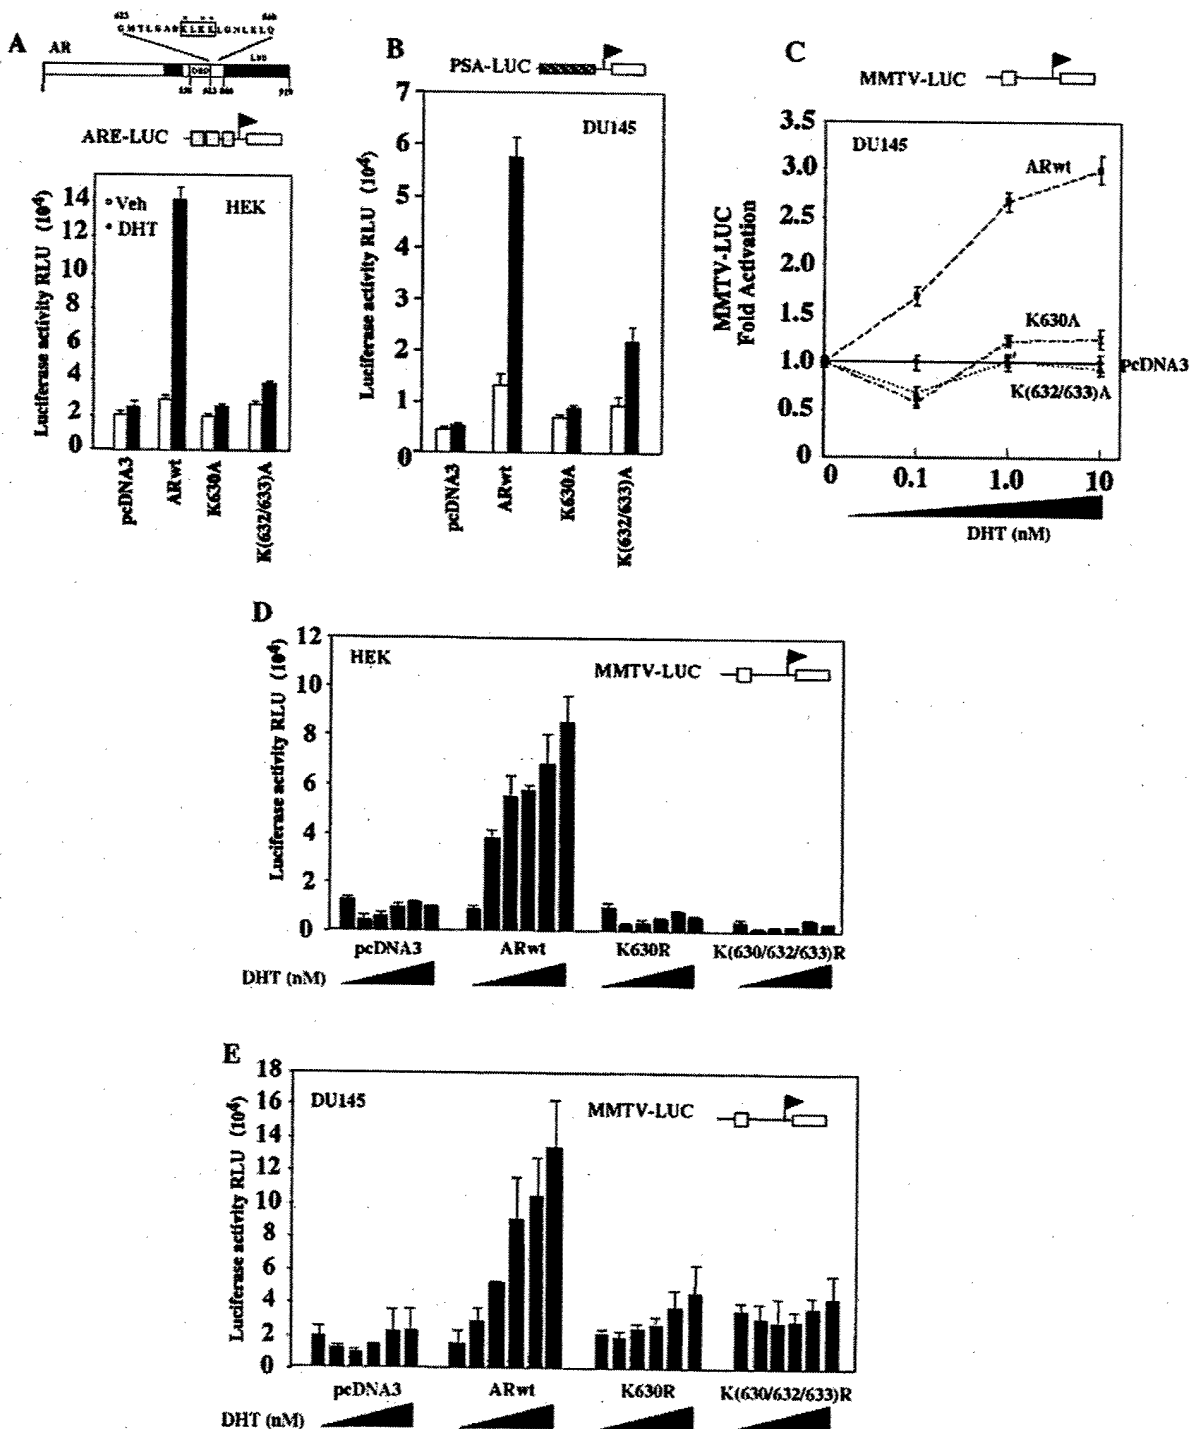 A
AR
DBD
LBD
919
ARE-LUC
Luciferase activity RLU (10⁴)
14
12
10
8
6
4
2
0
Veh
DHT
HEK
pcDNA3
ARwt
K630A
K(632/633)A
B
PSA-LUC
DU145
Luciferase activity RLU (10⁴)
7
6
5
4
3
2
1
0
pcDNA3
ARwt
K630A
K(632/633)A
C
MMTV-LUC
DU145
MMTV-LUC
Fold Activation
3.5
3.0
2.5
2.0
1.5
1.0
0.5
0
ARwt
K630A
pcDNA3
K(632/633)A
0 0.1 1.0 10
DHT (nM)
D
HEK
MMTV-LUC
Luciferase activity RLU (10⁴)
12
10
8
6
4
2
0
pcDNA3 ARwt K630R K(630/632/633)R
DHT (nM)
E
DU145
MMTV-LUC
Luciferase activity RLU (10⁴)
18
16
14
12
10
8
6
4
2
0
pcDNA3 ARwt K630R K(630/632/633)R
DHT (nM)